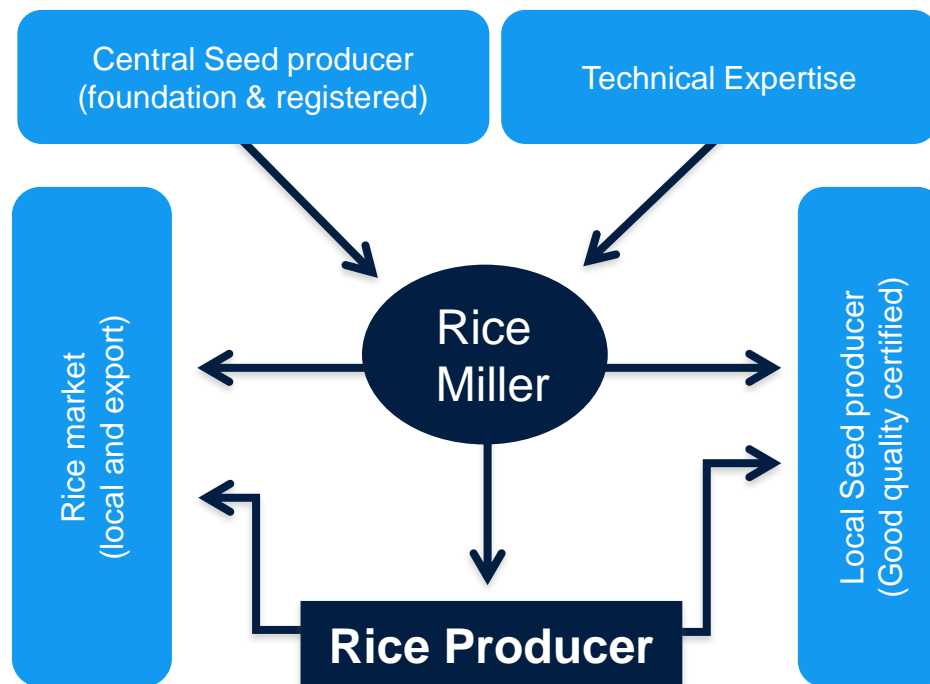 Central Seed producer
(foundation & registered)
Technical Expertise
Rice market
(local and export)
Rice
Miller
Local Seed producer
(Good quality certified)
Rice Producer